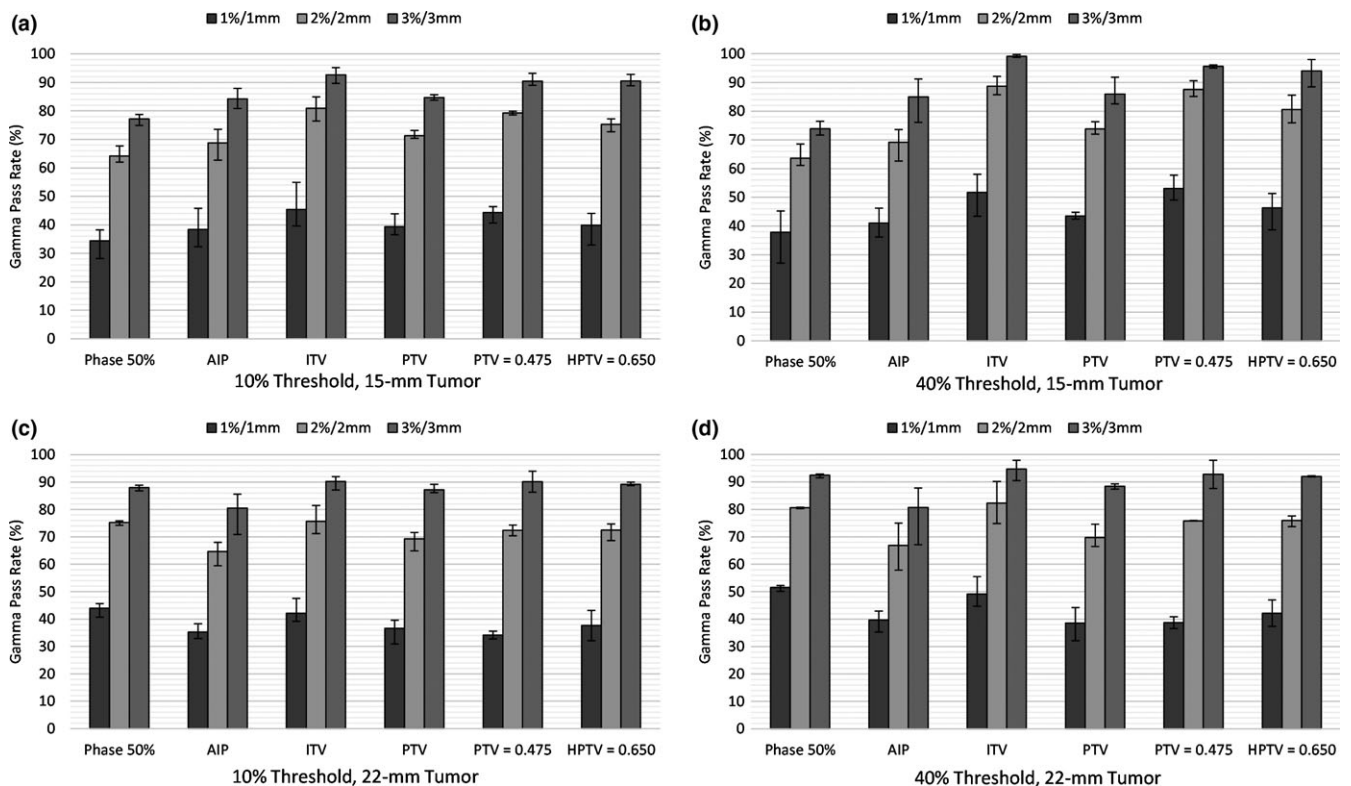 (a)
1%/1mm 2%/2mm 3%/3mm
Gamma Pass Rate (%)
100
90
80
70
60
50
40
30
20
10
0
Phase 50% AIP ITV PTV PTV = 0.475 HPTV = 0.650
10% Threshold, 15-mm Tumor
(b)
1%/1mm 2%/2mm 3%/3mm
Gamma Pass Rate (%)
100
90
80
70
60
50
40
30
20
10
0
Phase 50% AIP ITV PTV PTV = 0.475 HPTV = 0.650
40% Threshold, 15-mm Tumor
(c)
1%/1mm 2%/2mm 3%/3mm
Gamma Pass Rate (%)
100
90
80
70
60
50
40
30
20
10
0
Phase 50% AIP ITV PTV PTV = 0.475 HPTV = 0.650
10% Threshold, 22-mm Tumor
(d)
1%/1mm 2%/2mm 3%/3mm
Gamma Pass Rate (%)
100
90
80
70
60
50
40
30
20
10
0
Phase 50% AIP ITV PTV PTV = 0.475 HPTV = 0.650
40% Threshold, 22-mm Tumor